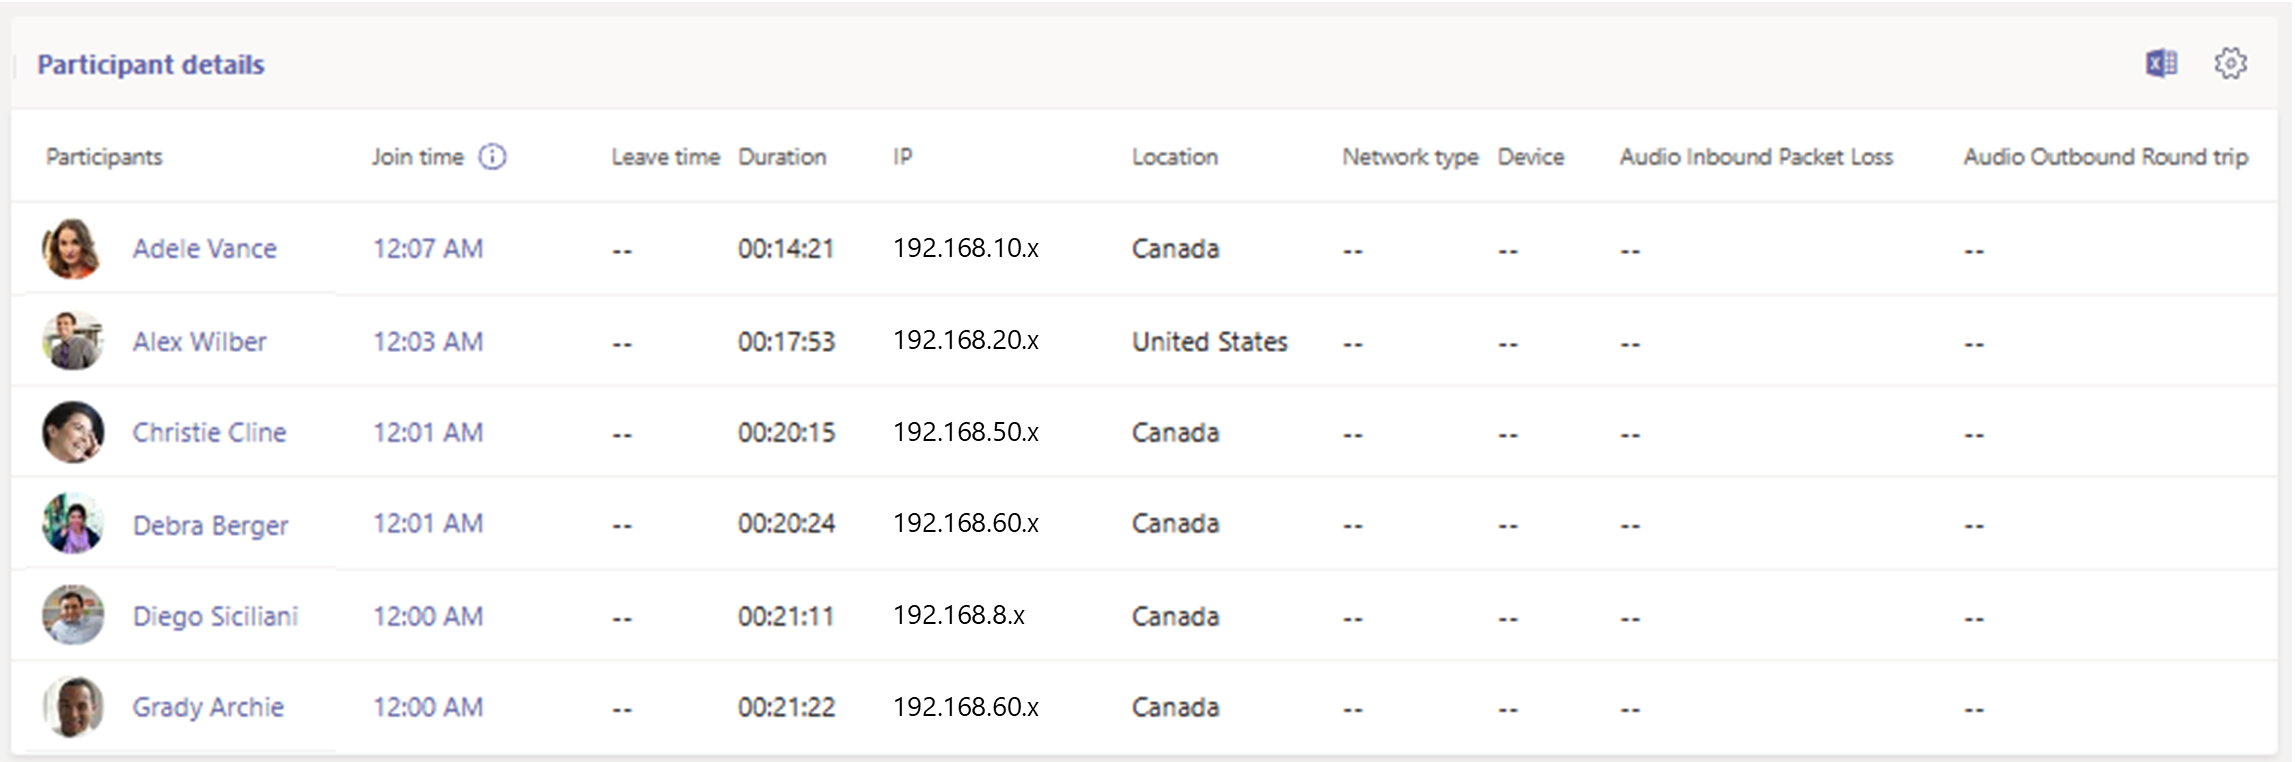 Participant details
Participants Join time Leave time Duration IP Location Network type Device Audio Inbound Packet Loss Audio Outbound Round trip
Adele Vance 12:07 AM -- 00:14:21 192.168.10.x Canada -- -- -- --
Alex Wilber 12:03 AM -- 00:17:53 192.168.20.x United States -- -- -- --
Christie Cline 12:01 AM -- 00:20:15 192.168.50.x Canada -- -- -- --
Debra Berger 12:01 AM -- 00:20:24 192.168.60.x Canada -- -- -- --
Diego Siciliani 12:00 AM -- 00:21:11 192.168.8.x Canada -- -- -- --
Grady Archie 12:00 AM -- 00:21:22 192.168.60.x Canada -- -- -- --